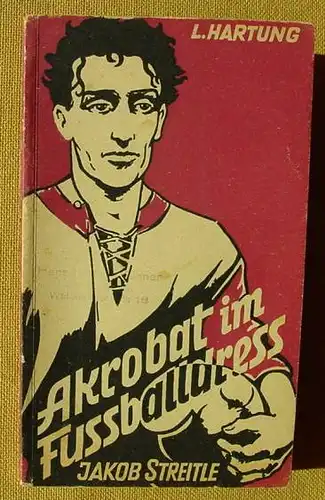 L. HARTUNG
Akrobat im
Fussballdress
JAKOB STREITLE